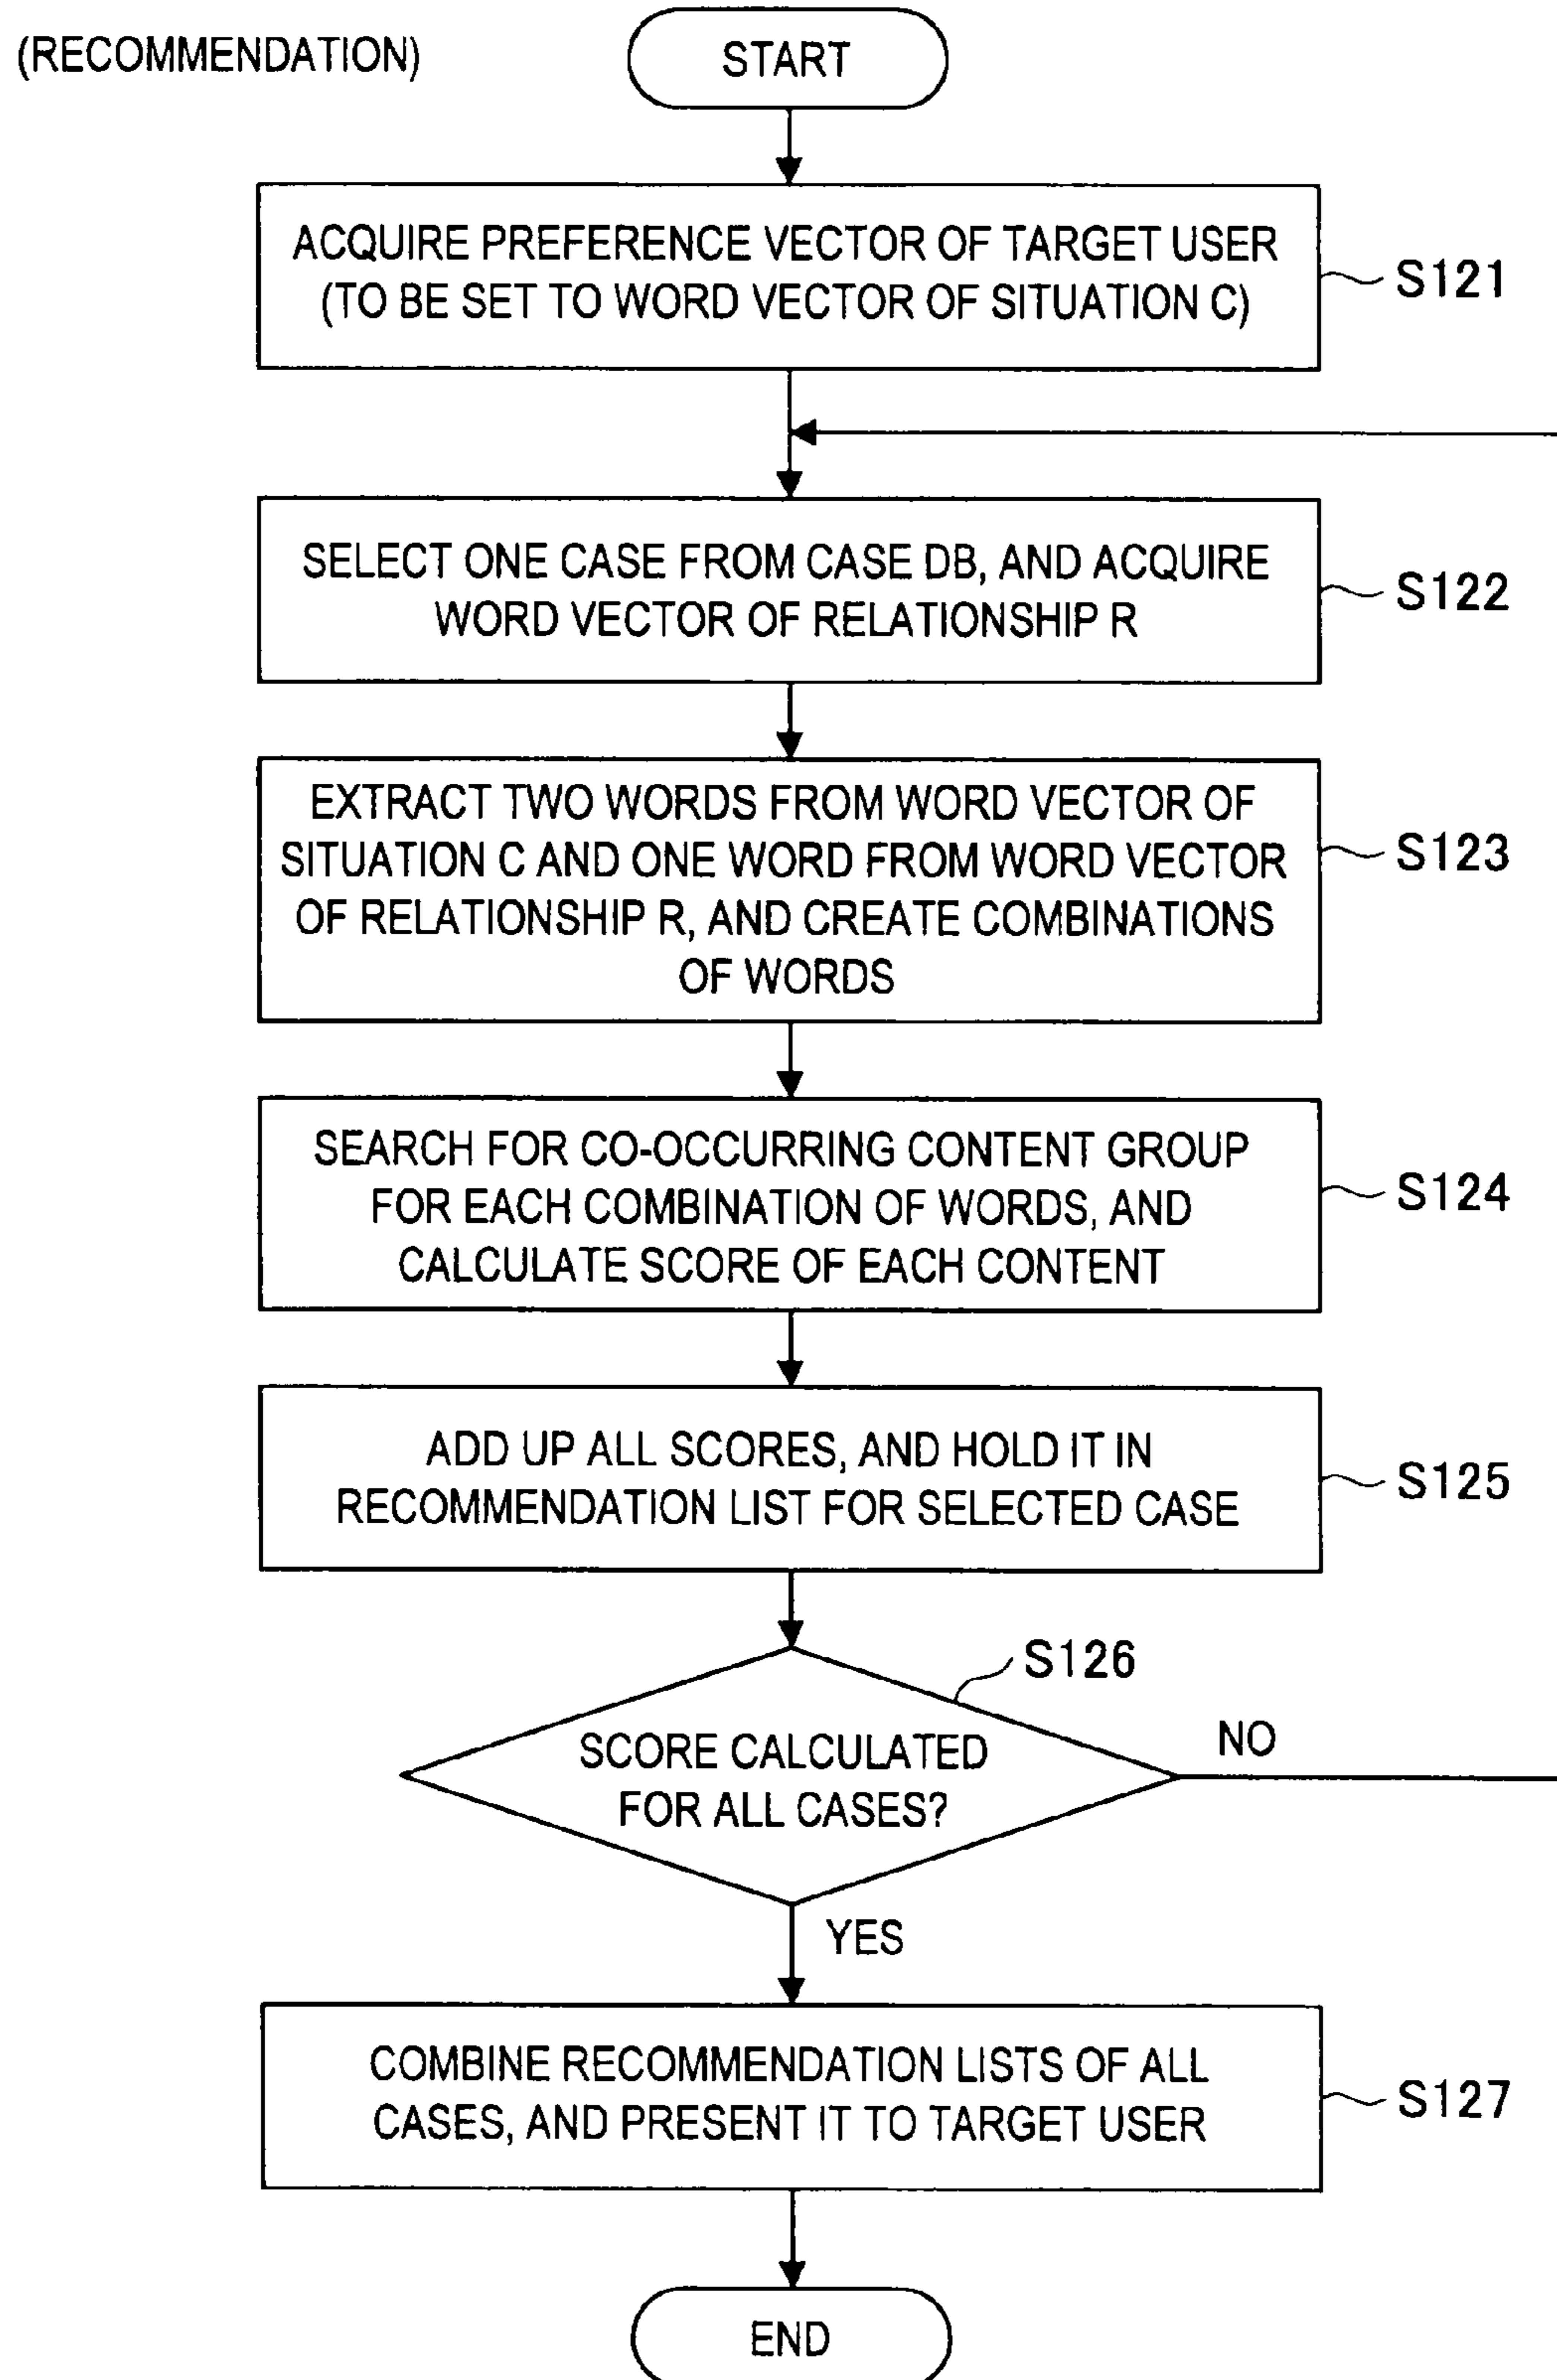 (RECOMMENDATION)
START
ACQUIRE PREFERENCE VECTOR OF TARGET USER
(TO BE SET TO WORD VECTOR OF SITUATION C)
S121
SELECT ONE CASE FROM CASE DB, AND ACQUIRE
WORD VECTOR OF RELATIONSHIP R
S122
EXTRACT TWO WORDS FROM WORD VECTOR OF
SITUATION C AND ONE WORD FROM WORD VECTOR
OF RELATIONSHIP R, AND CREATE COMBINATIONS
OF WORDS
S123
SEARCH FOR CO-OCCURRING CONTENT GROUP
FOR EACH COMBINATION OF WORDS, AND
CALCULATE SCORE OF EACH CONTENT
S124
ADD UP ALL SCORES, AND HOLD IT IN
RECOMMENDATION LIST FOR SELECTED CASE
S125
S126
SCORE CALCULATED
FOR ALL CASES?
NO
YES
COMBINE RECOMMENDATION LISTS OF ALL
CASES, AND PRESENT IT TO TARGET USER
S127
END